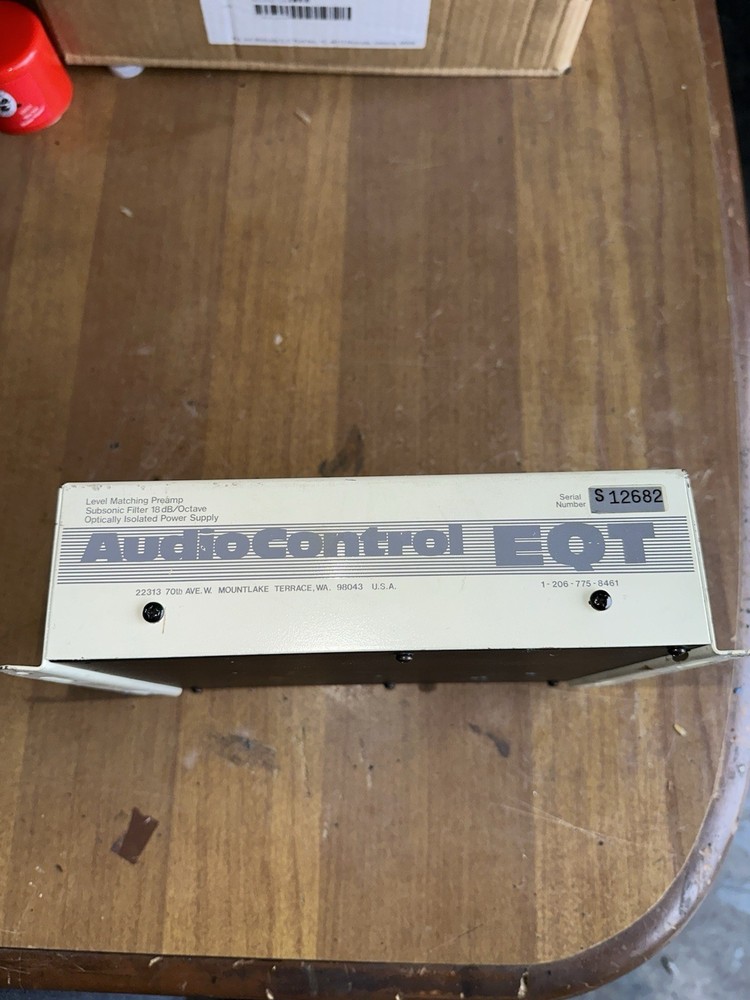 Level Matching Preamp
Subsonic Filter 18 dB/Octave
Optically Isolated Power Supply
Serial
Number
S 12682
AudioControl EQT
22313 70th AVE. W. MOUNTLAKE TERRACE, WA. 98043 U.S.A.
1-206-775-8461